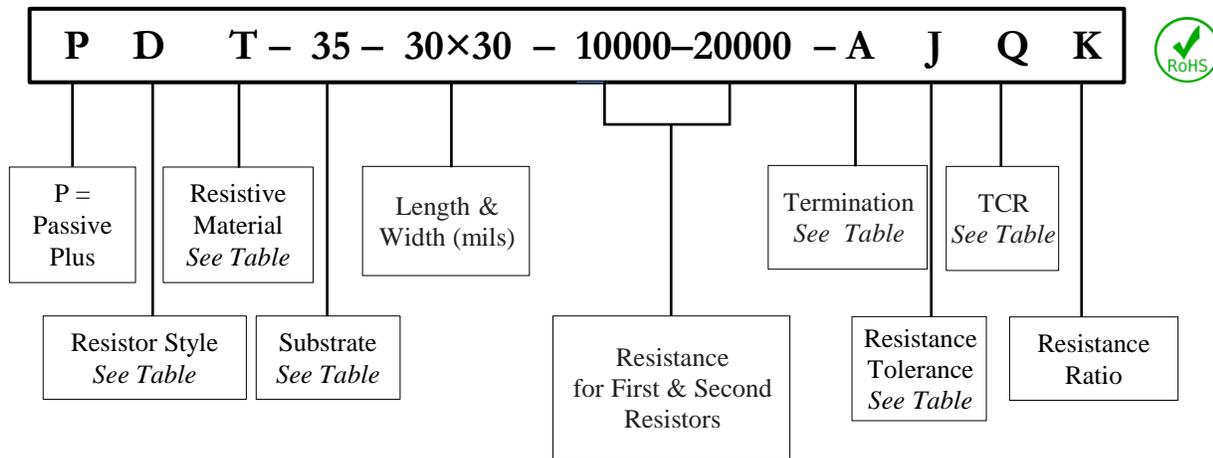 P D T – 35 – 30×30 – 10000–20000 – A J Q K
RoHS
P =
Passive
Plus
Resistive
Material
See Table
Length &
Width (mils)
Termination
See Table
TCR
See Table
Resistor Style
See Table
Substrate
See Table
Resistance
for First & Second
Resistors
Resistance
Tolerance
See Table
Resistance
Ratio